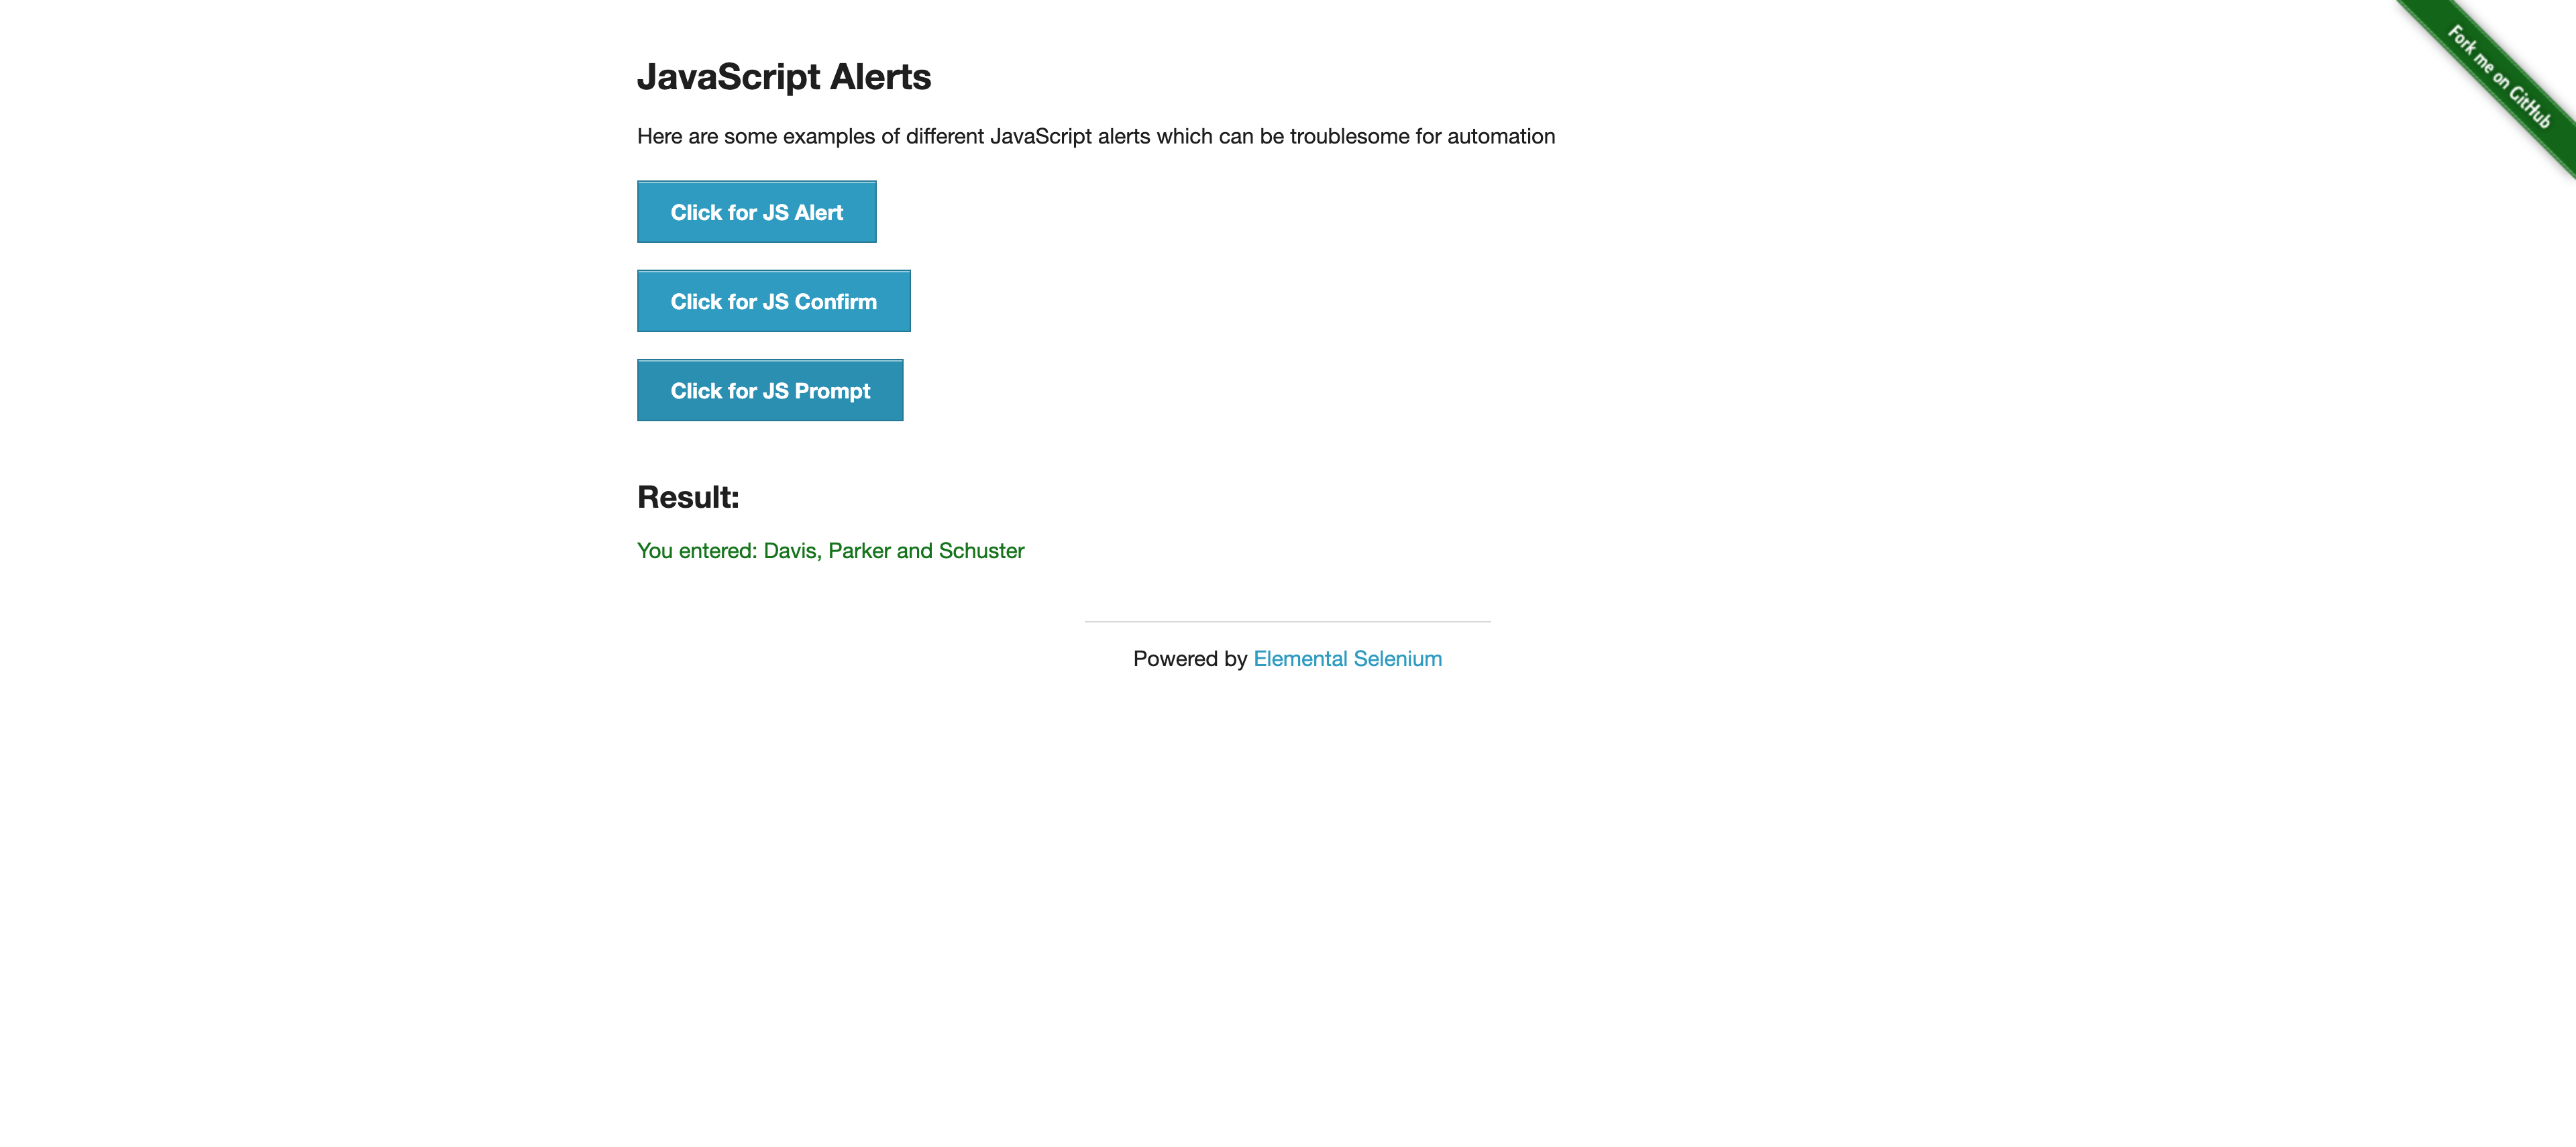 Fork me on GitHub
JavaScript Alerts
Here are some examples of different JavaScript alerts which can be troublesome for automation
Click for JS Alert
Click for JS Confirm
Click for JS Prompt
Result:
You entered: Davis, Parker and Schuster
Powered by Elemental Selenium